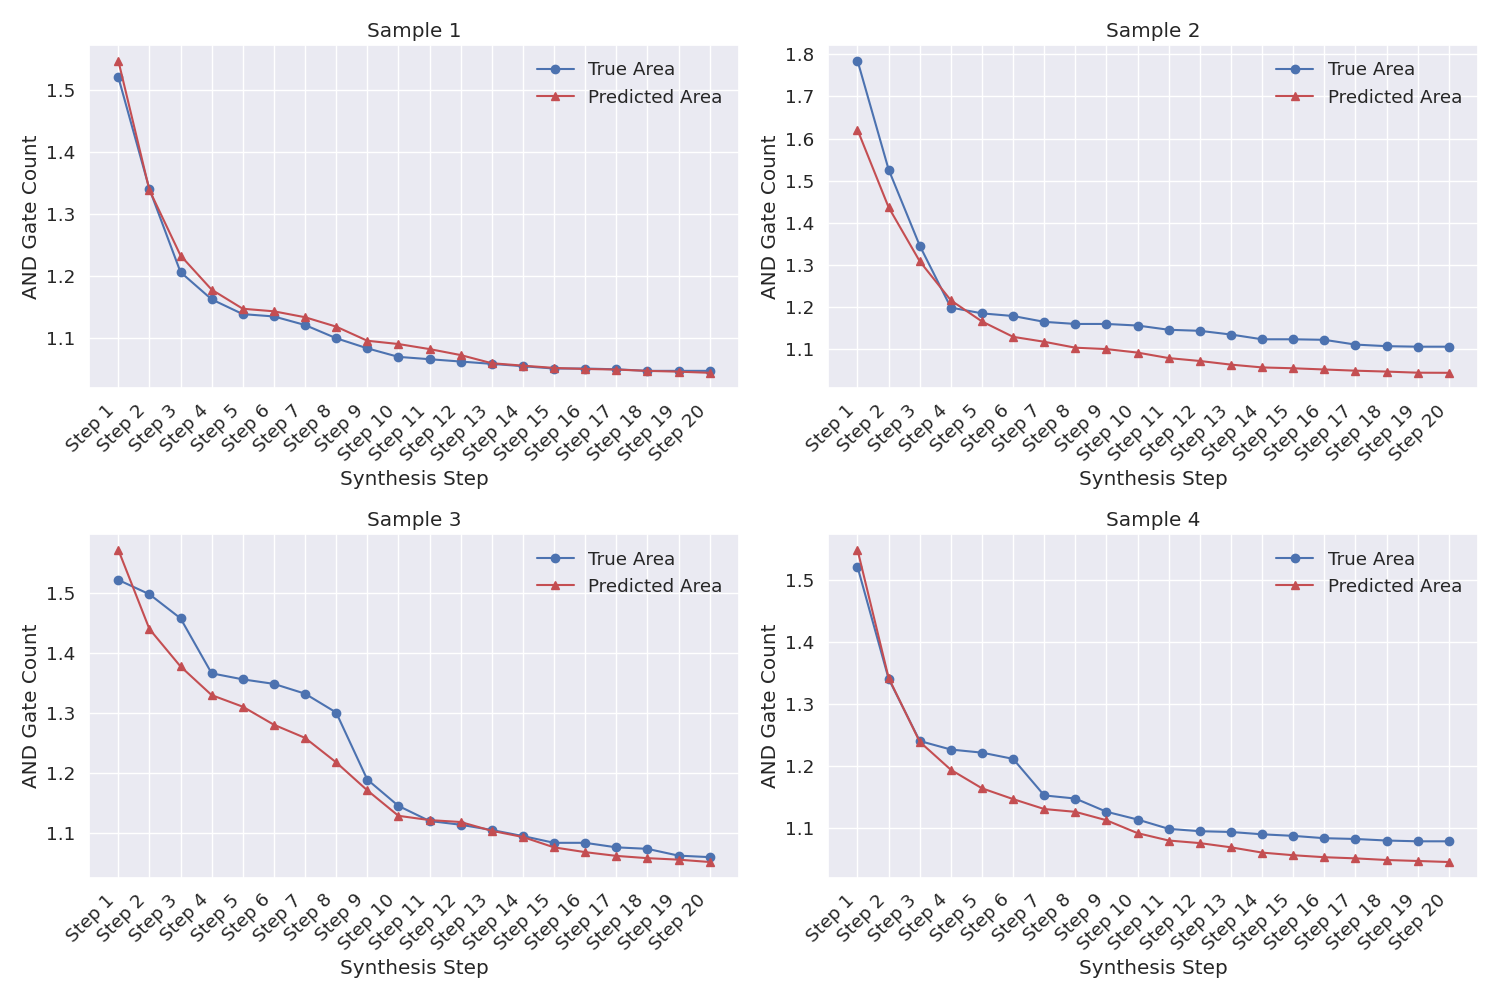 Sample 1
True Area
Predicted Area
1.5
1.4
1.3
1.2
1.1
AND Gate Count
Step 1
Step 2
Step 3
Step 4
Step 5
Step 6
Step 7
Step 8
Step 9
Step 10
Step 11
Step 12
Step 13
Step 14
Step 15
Step 16
Step 17
Step 18
Step 19
Step 20
Synthesis Step
Sample 2
True Area
Predicted Area
1.8
1.7
1.6
1.5
1.4
1.3
1.2
1.1
AND Gate Count
Step 1
Step 2
Step 3
Step 4
Step 5
Step 6
Step 7
Step 8
Step 9
Step 10
Step 11
Step 12
Step 13
Step 14
Step 15
Step 16
Step 17
Step 18
Step 19
Step 20
Synthesis Step
Sample 3
True Area
Predicted Area
1.5
1.4
1.3
1.2
1.1
AND Gate Count
Step 1
Step 2
Step 3
Step 4
Step 5
Step 6
Step 7
Step 8
Step 9
Step 10
Step 11
Step 12
Step 13
Step 14
Step 15
Step 16
Step 17
Step 18
Step 19
Step 20
Synthesis Step
Sample 4
True Area
Predicted Area
1.5
1.4
1.3
1.2
1.1
AND Gate Count
Step 1
Step 2
Step 3
Step 4
Step 5
Step 6
Step 7
Step 8
Step 9
Step 10
Step 11
Step 12
Step 13
Step 14
Step 15
Step 16
Step 17
Step 18
Step 19
Step 20
Synthesis Step